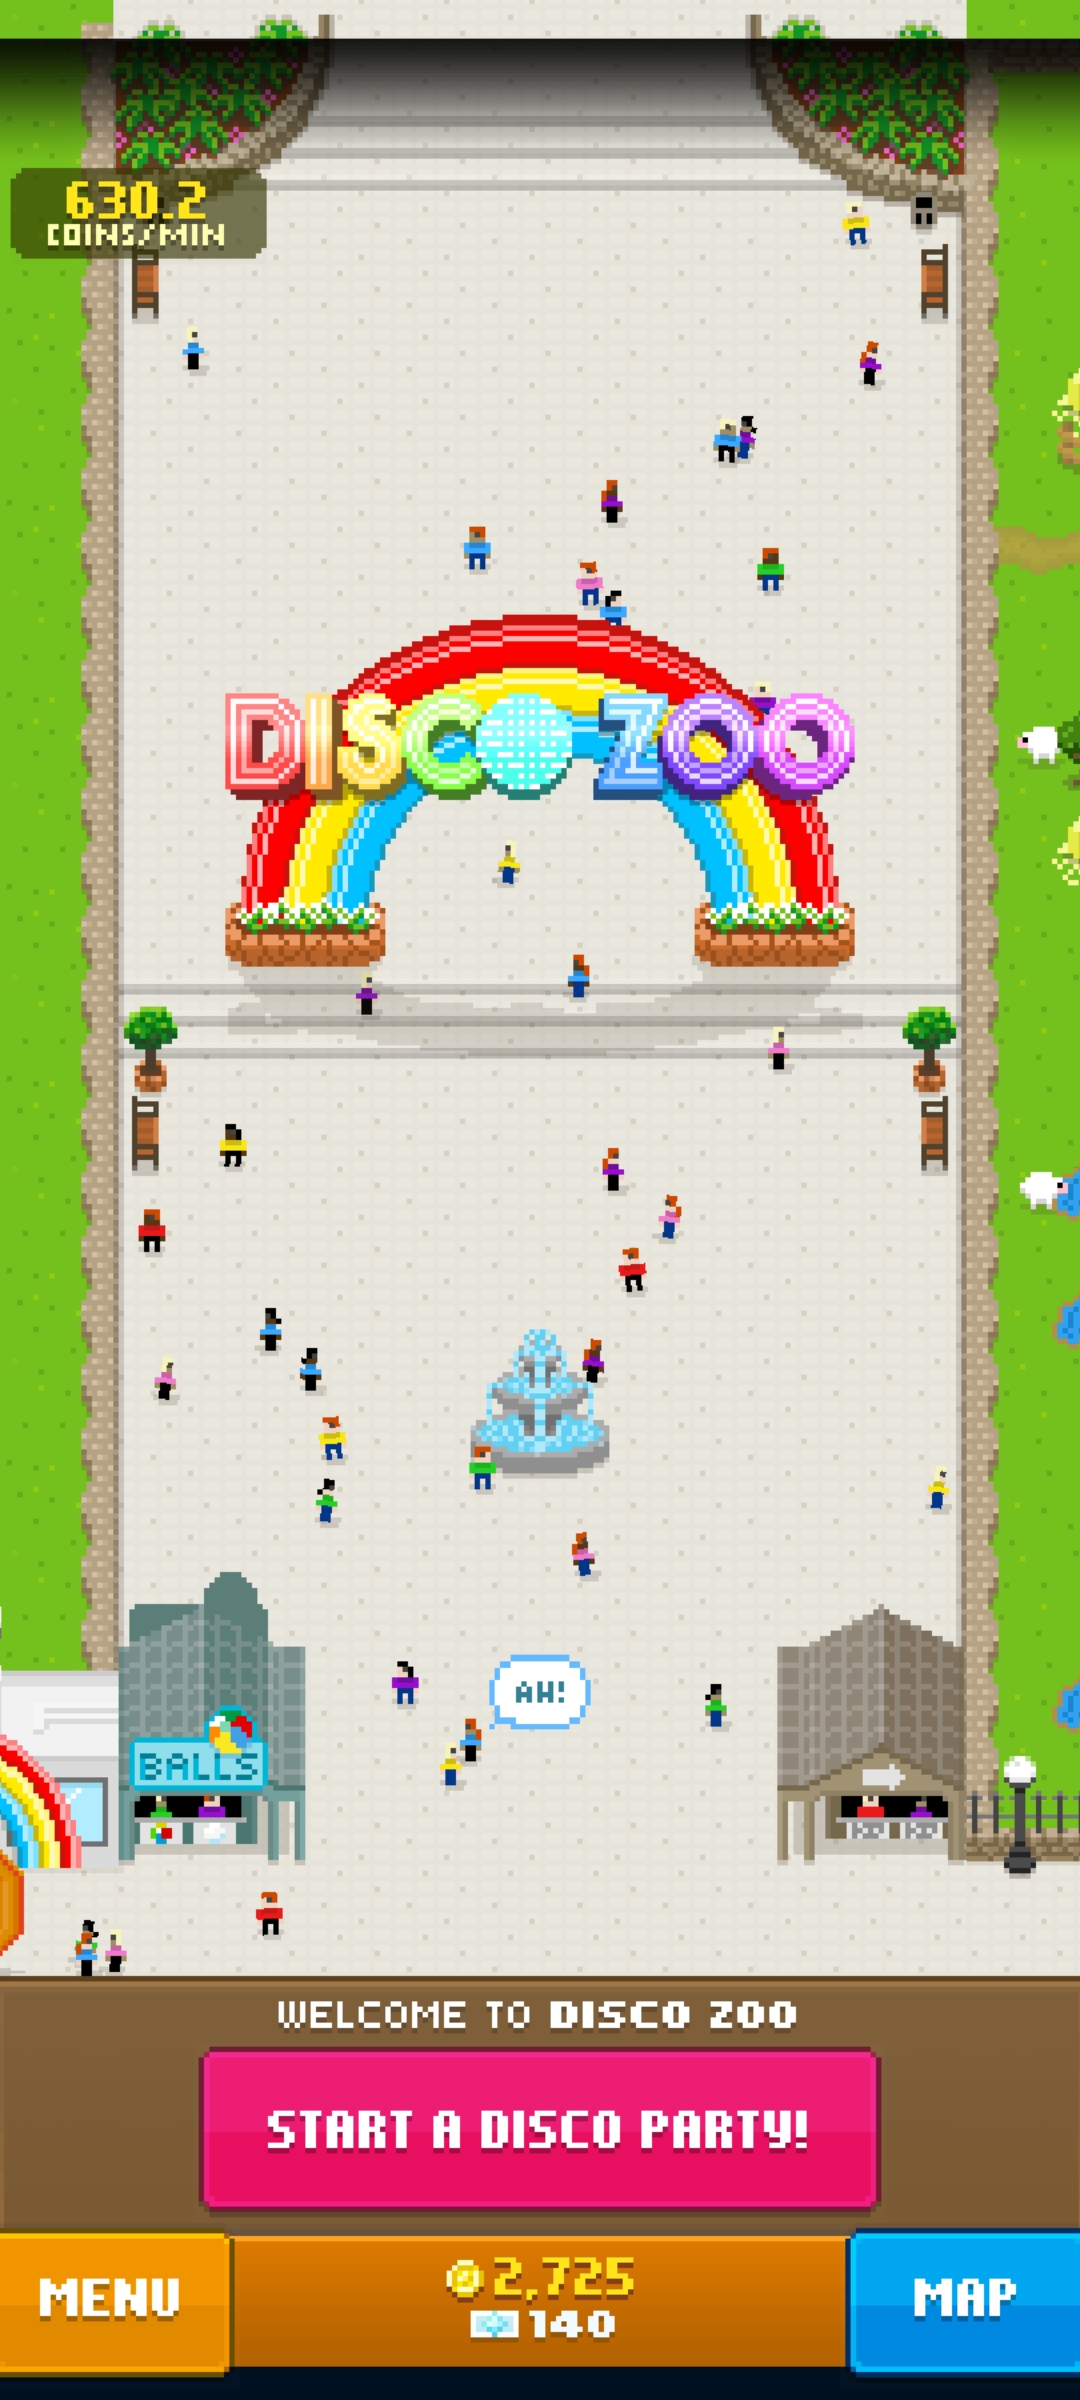 630.2
COINS/MIN
DISCO ZOO
AH!
BALLS
WELCOME TO DISCO ZOO
START A DISCO PARTY!
MENU
2,725
140
MAP